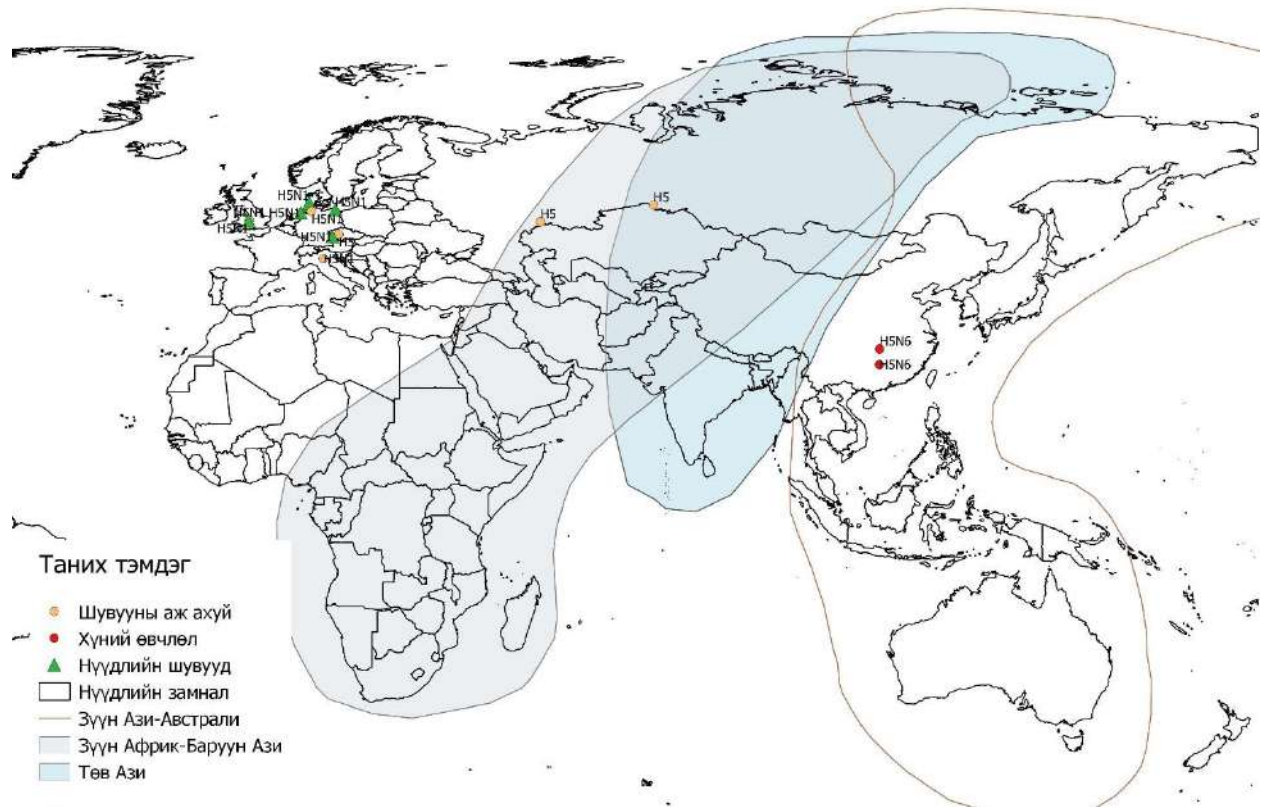 H5N1
H5N1
H5N1
H5N1
H5N1
H5
H5
H5
H5N6
H5N6
Таних тэмдэг
Шувууны аж ахуй
Хүний өвчлөл
Нүүдлийн шувууд
Нүүдлийн замнал
Зүүн Ази-Австрали
Зүүн Африк-Баруун Ази
Төв Ази